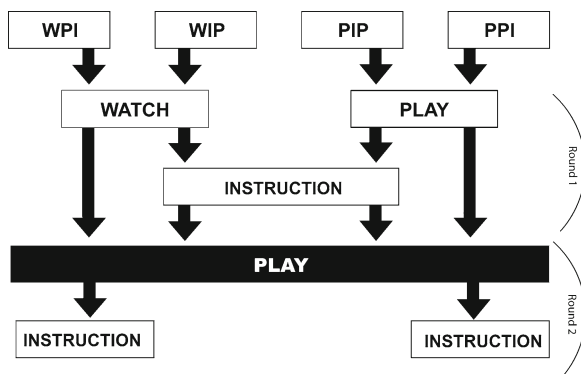 WPI
WIP
PIP
PPI
WATCH
PLAY
Round 1
INSTRUCTION
PLAY
Round 2
INSTRUCTION
INSTRUCTION